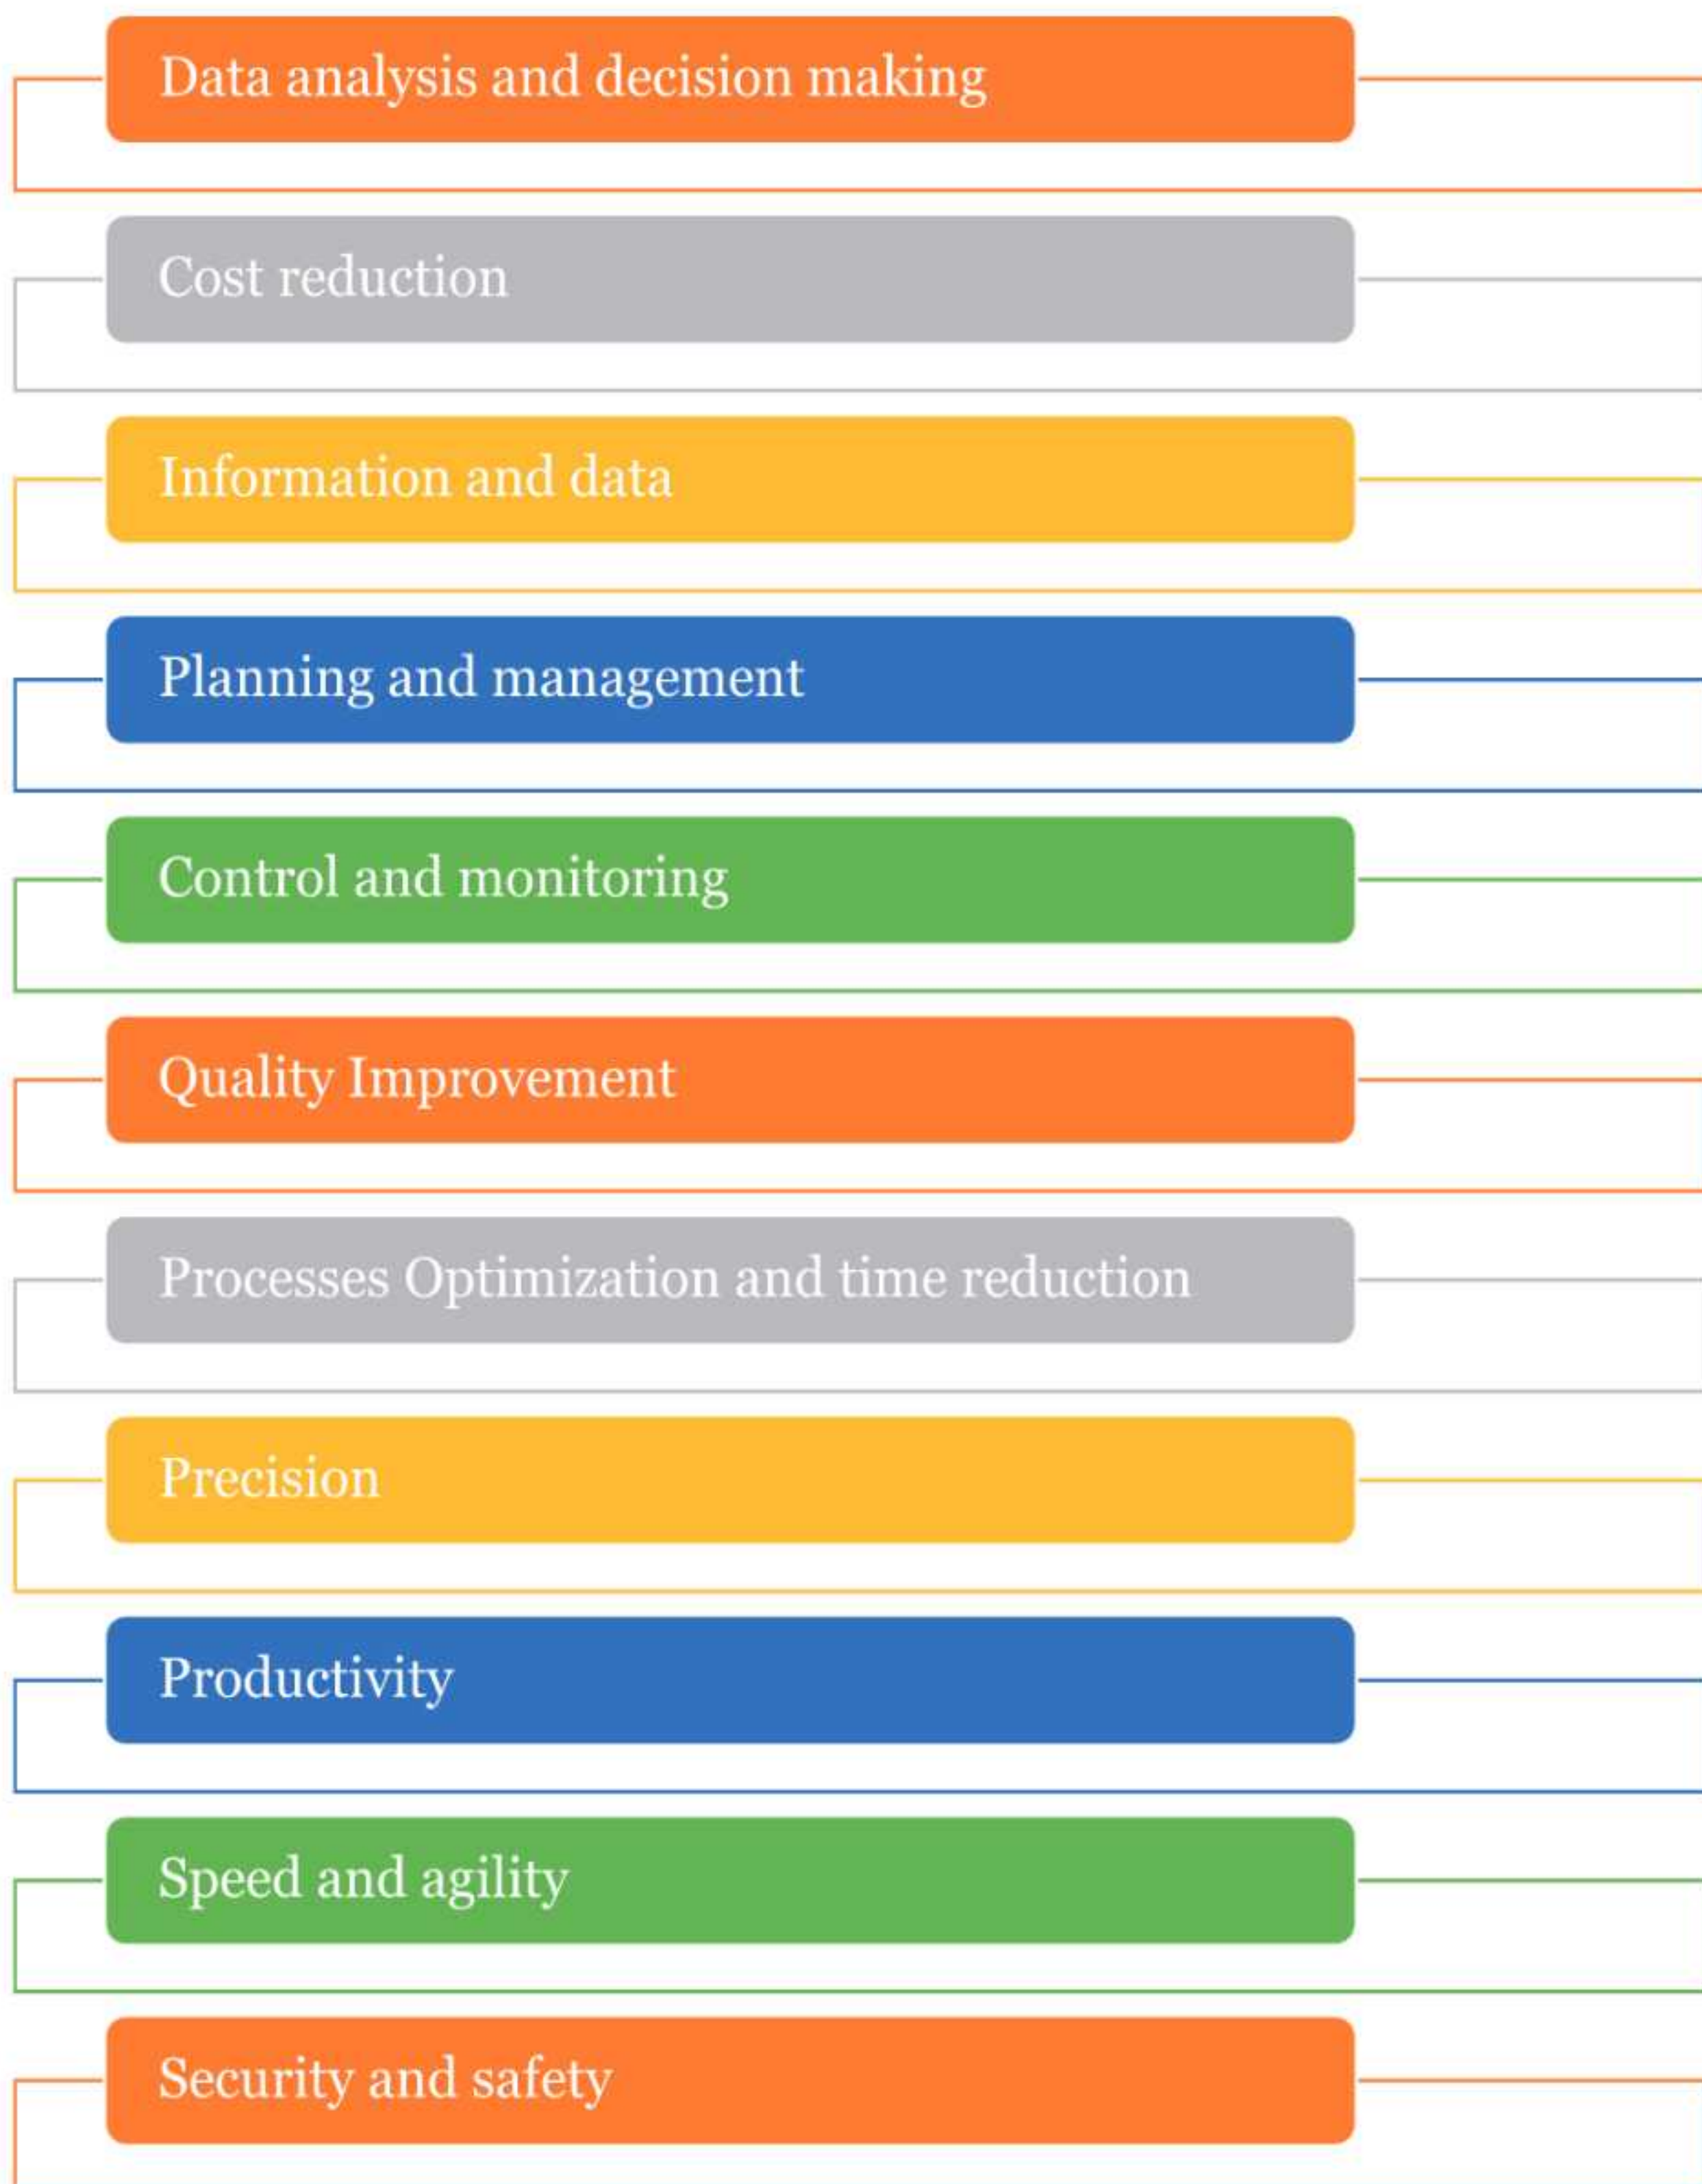 Data analysis and decision making
Cost reduction
Information and data
Planning and management
Control and monitoring
Quality Improvement
Processes Optimization and time reduction
Precision
Productivity
Speed and agility
Security and safety